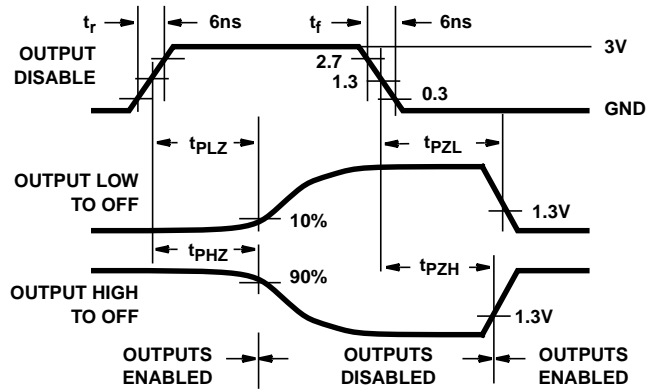 tr 6ns tf 6ns
OUTPUT
DISABLE
3V
2.7
1.3
0.3
GND
tPLZ tPZL
OUTPUT LOW
TO OFF
10%
1.3V
tPHZ tPZH
90%
OUTPUT HIGH
TO OFF
1.3V
OUTPUTS
ENABLED
OUTPUTS
DISABLED
OUTPUTS
ENABLED